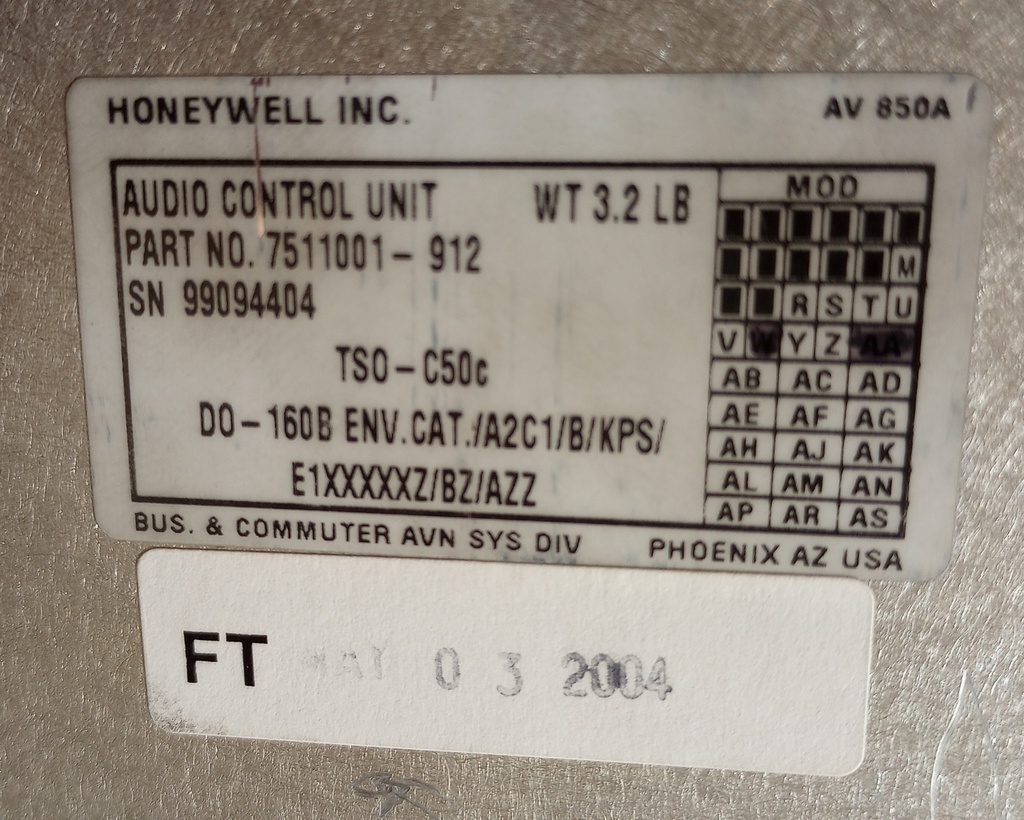 HONEYWELL INC. AV 850A
AUDIO CONTROL UNIT WT 3.2 LB
PART NO. 7511001-912
SN 99094404
TSO-C50c
DO-160B ENV.CAT./A2C1/B/KPS/
E1XXXXXZ/BZ/AZZ
MOD
M
R S T U
V W Y Z AA
AB AC AD
AE AF AG
AH AJ AK
AL AM AN
AP AR AS
BUS. & COMMUTER AVN SYS DIV PHOENIX AZ USA
FT MAY 03 2004